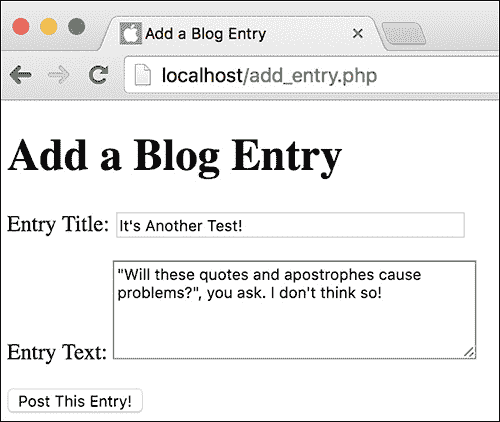 Add a Blog Entry
localhost/add_entry.php
Add a Blog Entry
Entry Title: It's Another Test!
"Will these quotes and apostrophes cause
problems?", you ask. I don't think so!
Entry Text:
Post This Entry!